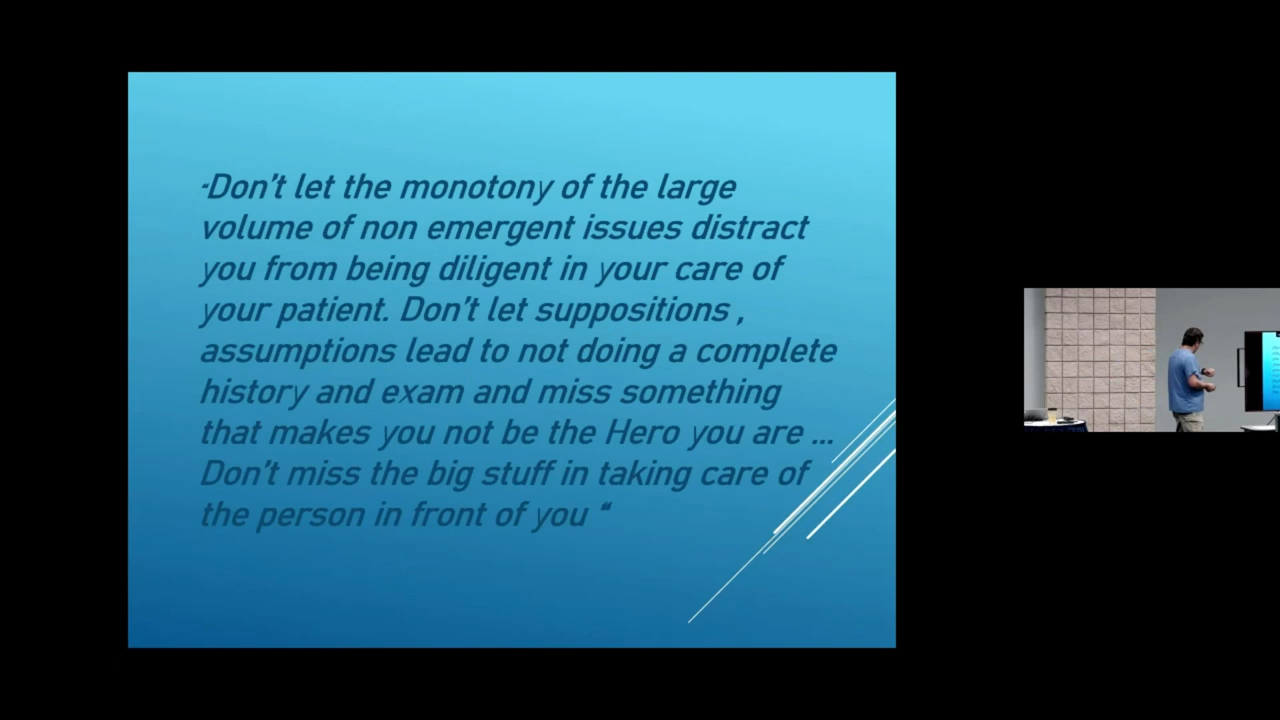 -Don't let the monotony of the large
volume of non emergent issues distract
you from being diligent in your care of
your patient. Don't let suppositions ,
assumptions lead to not doing a complete
history and exam and miss something
that makes you not be the Hero you are ...
Don't miss the big stuff in taking care of
the person in front of you “